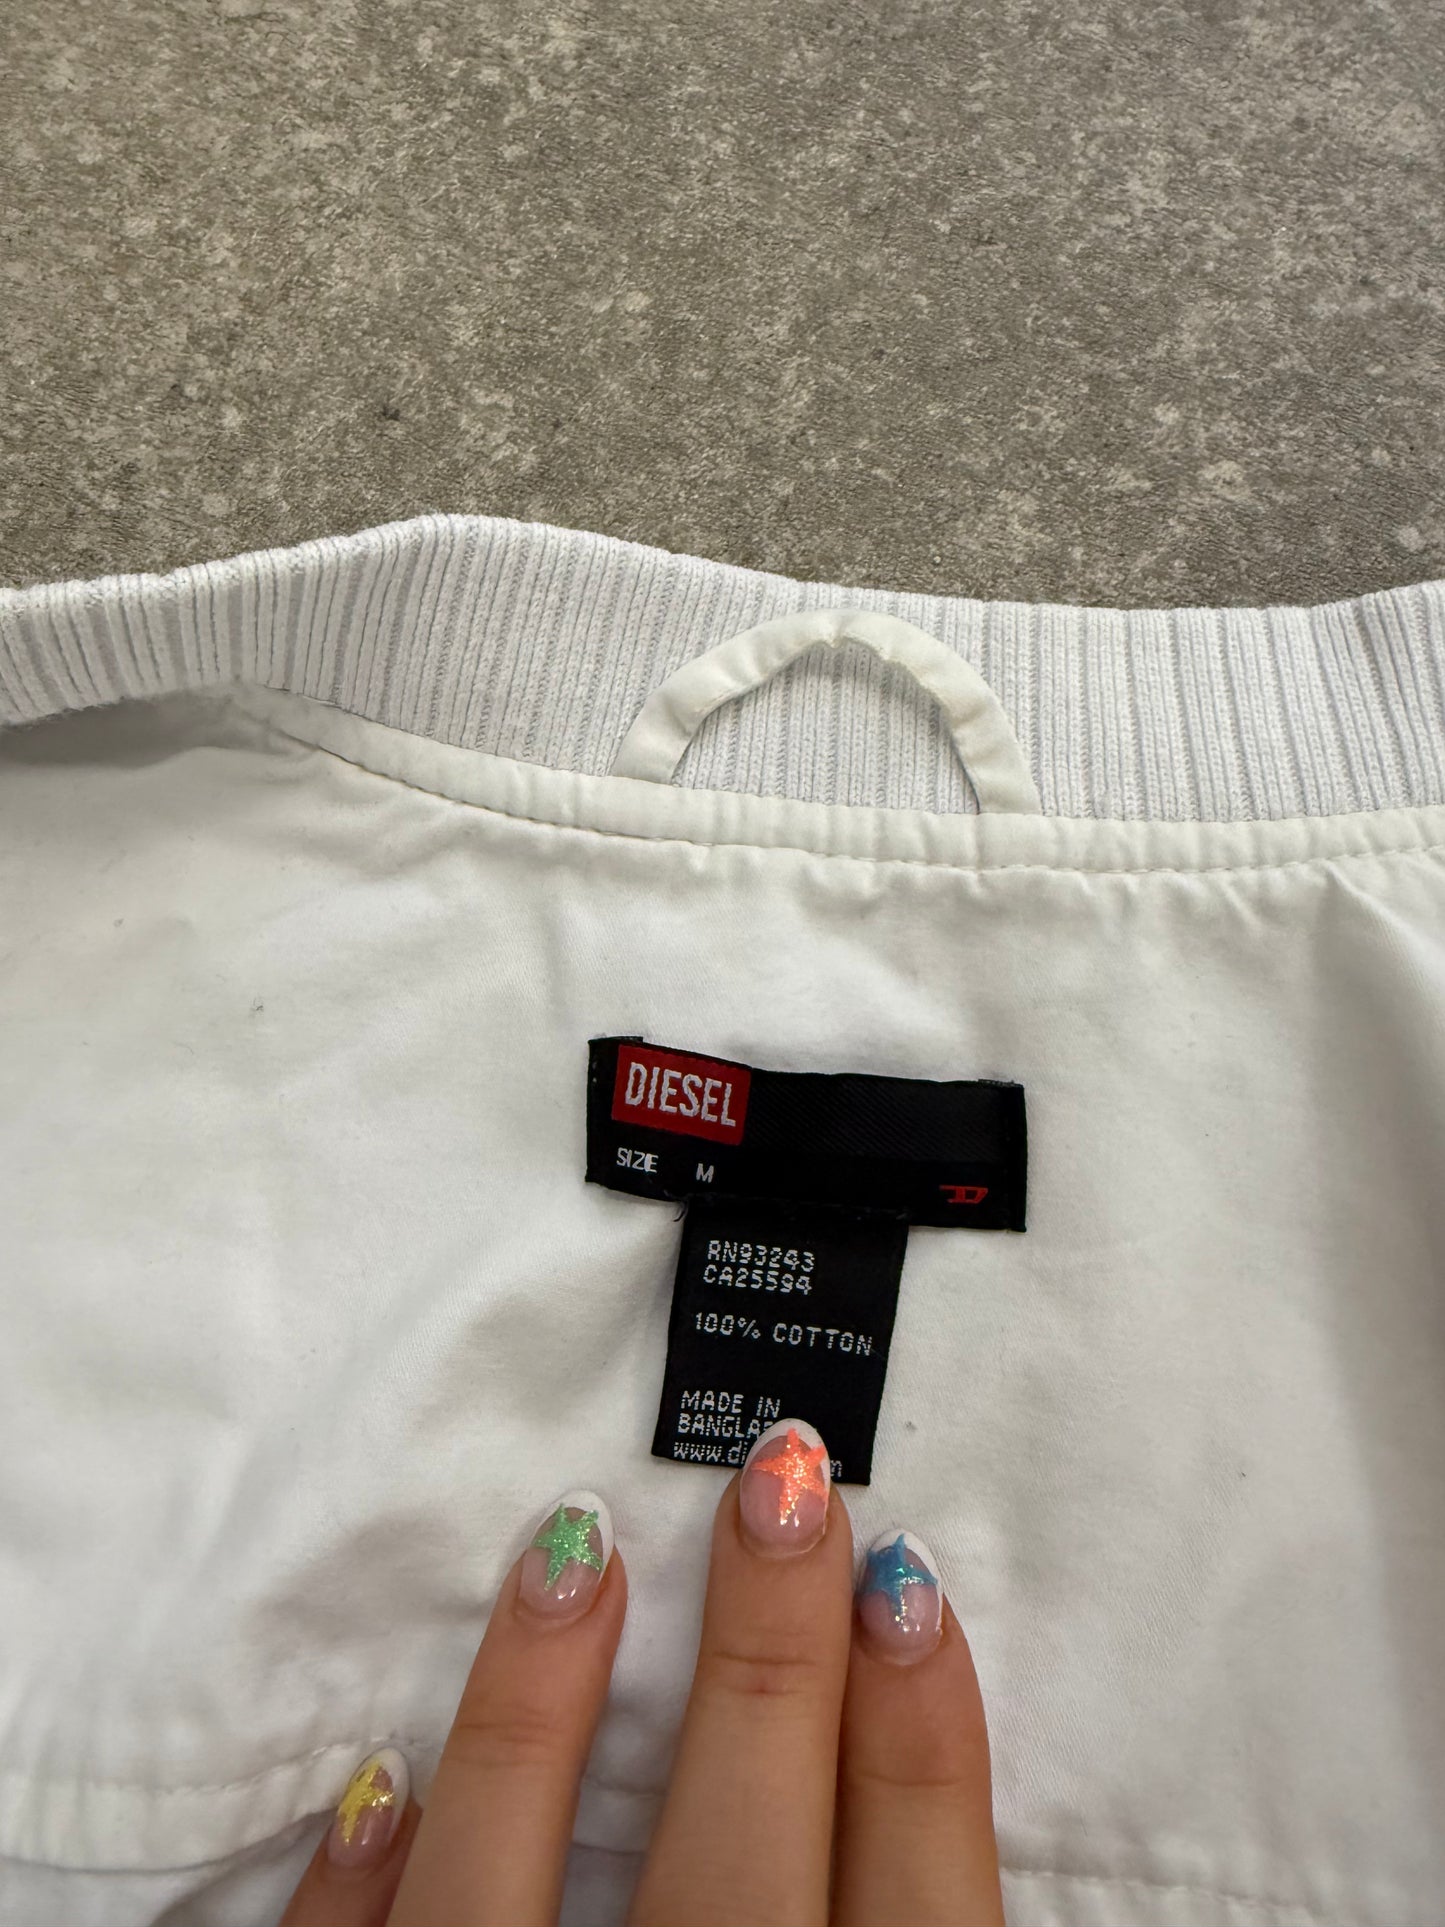 DIESEL
SIZE M
RN93243
CA25594
100% COTTON
MADE IN